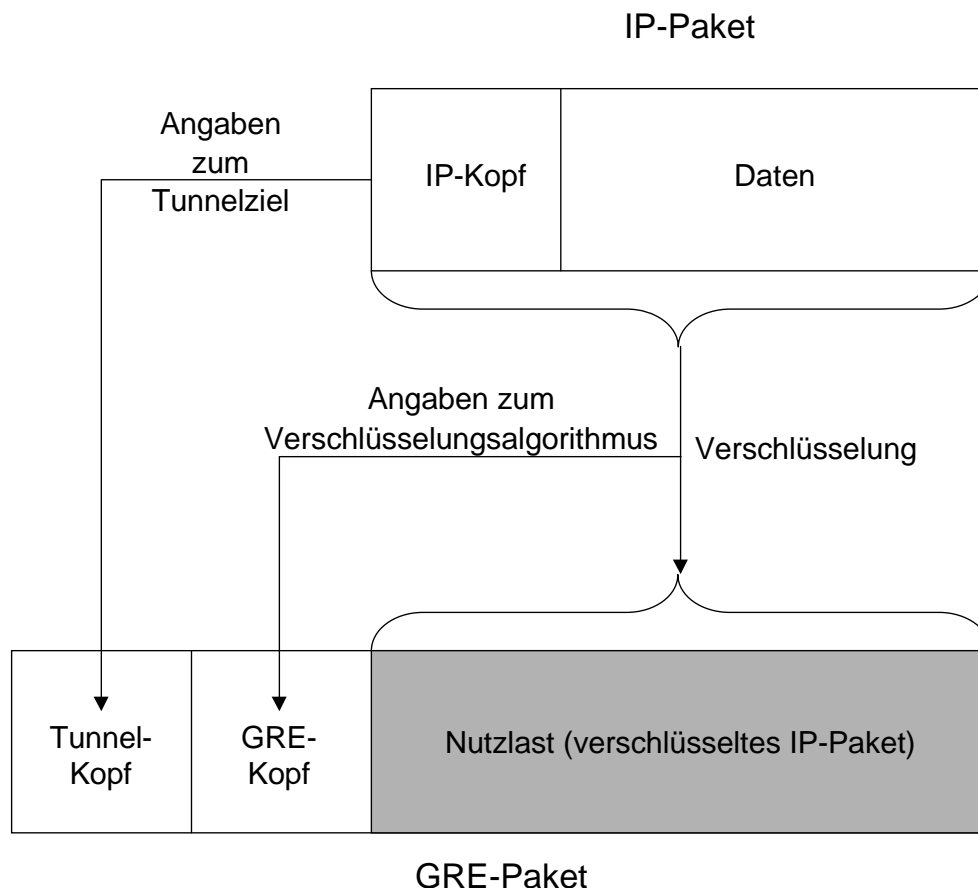 IP-Paket
Angaben
zum
Tunnelziel
IP-Kopf
Daten
Angaben zum
Verschlüsselungsalgorithmus
Verschlüsselung
Tunnel-
Kopf
GRE-
Kopf
Nutzlast (verschlüsseltes IP-Paket)
GRE-Paket